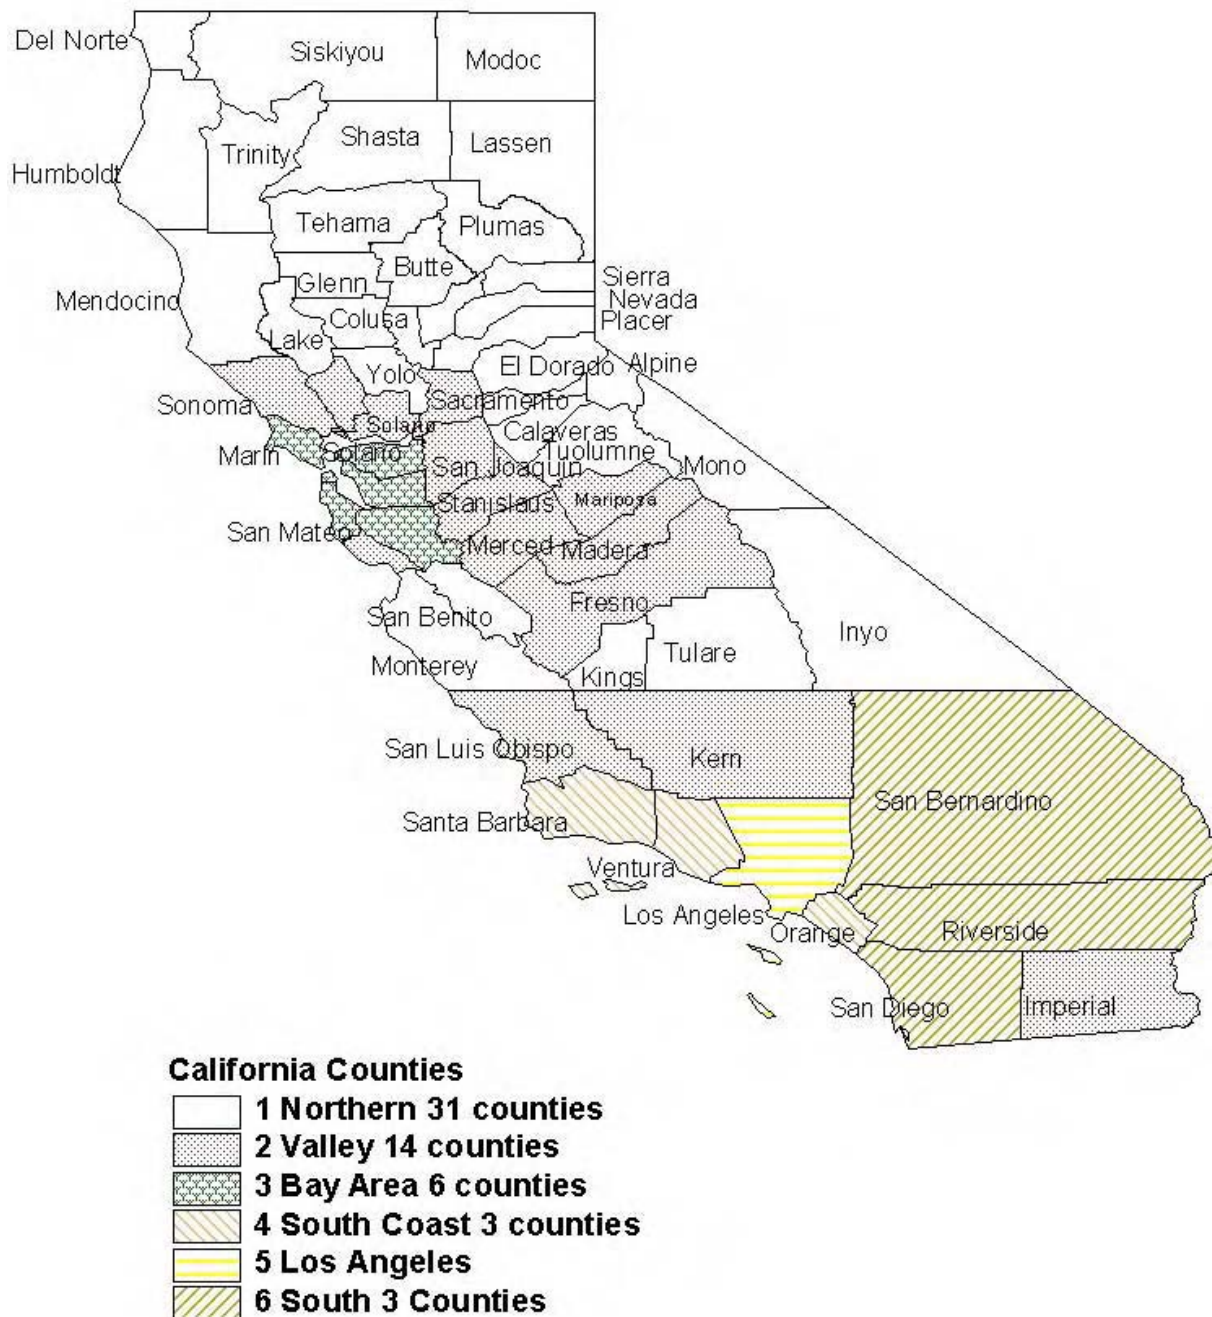 Del Norte
Siskiyou
Modoc
Shasta
Lassen
Trinity
Humboldt
Tehama
Plumas
Butte
Glenn
Sierra
Nevada
Mendocino
Placer
Colusa
Lake
El Dorado
Alpine
Yolo
Sacramento
Sonoma
Solano
Calaveras
Tuolumne
Marin
Solano
San Joaquin
Mono
Stanislaus
Mariposa
San Mateo
Merced
Madera
Fresno
San Benito
Inyo
Monterey
Tulare
Kings
San Luis Obispo
Kern
San Bernardino
Santa Barbara
Ventura
Los Angeles
Orange
Riverside
San Diego
Imperial
California Counties
1 Northern 31 counties
2 Valley 14 counties
3 Bay Area 6 counties
4 South Coast 3 counties
5 Los Angeles
6 South 3 Counties